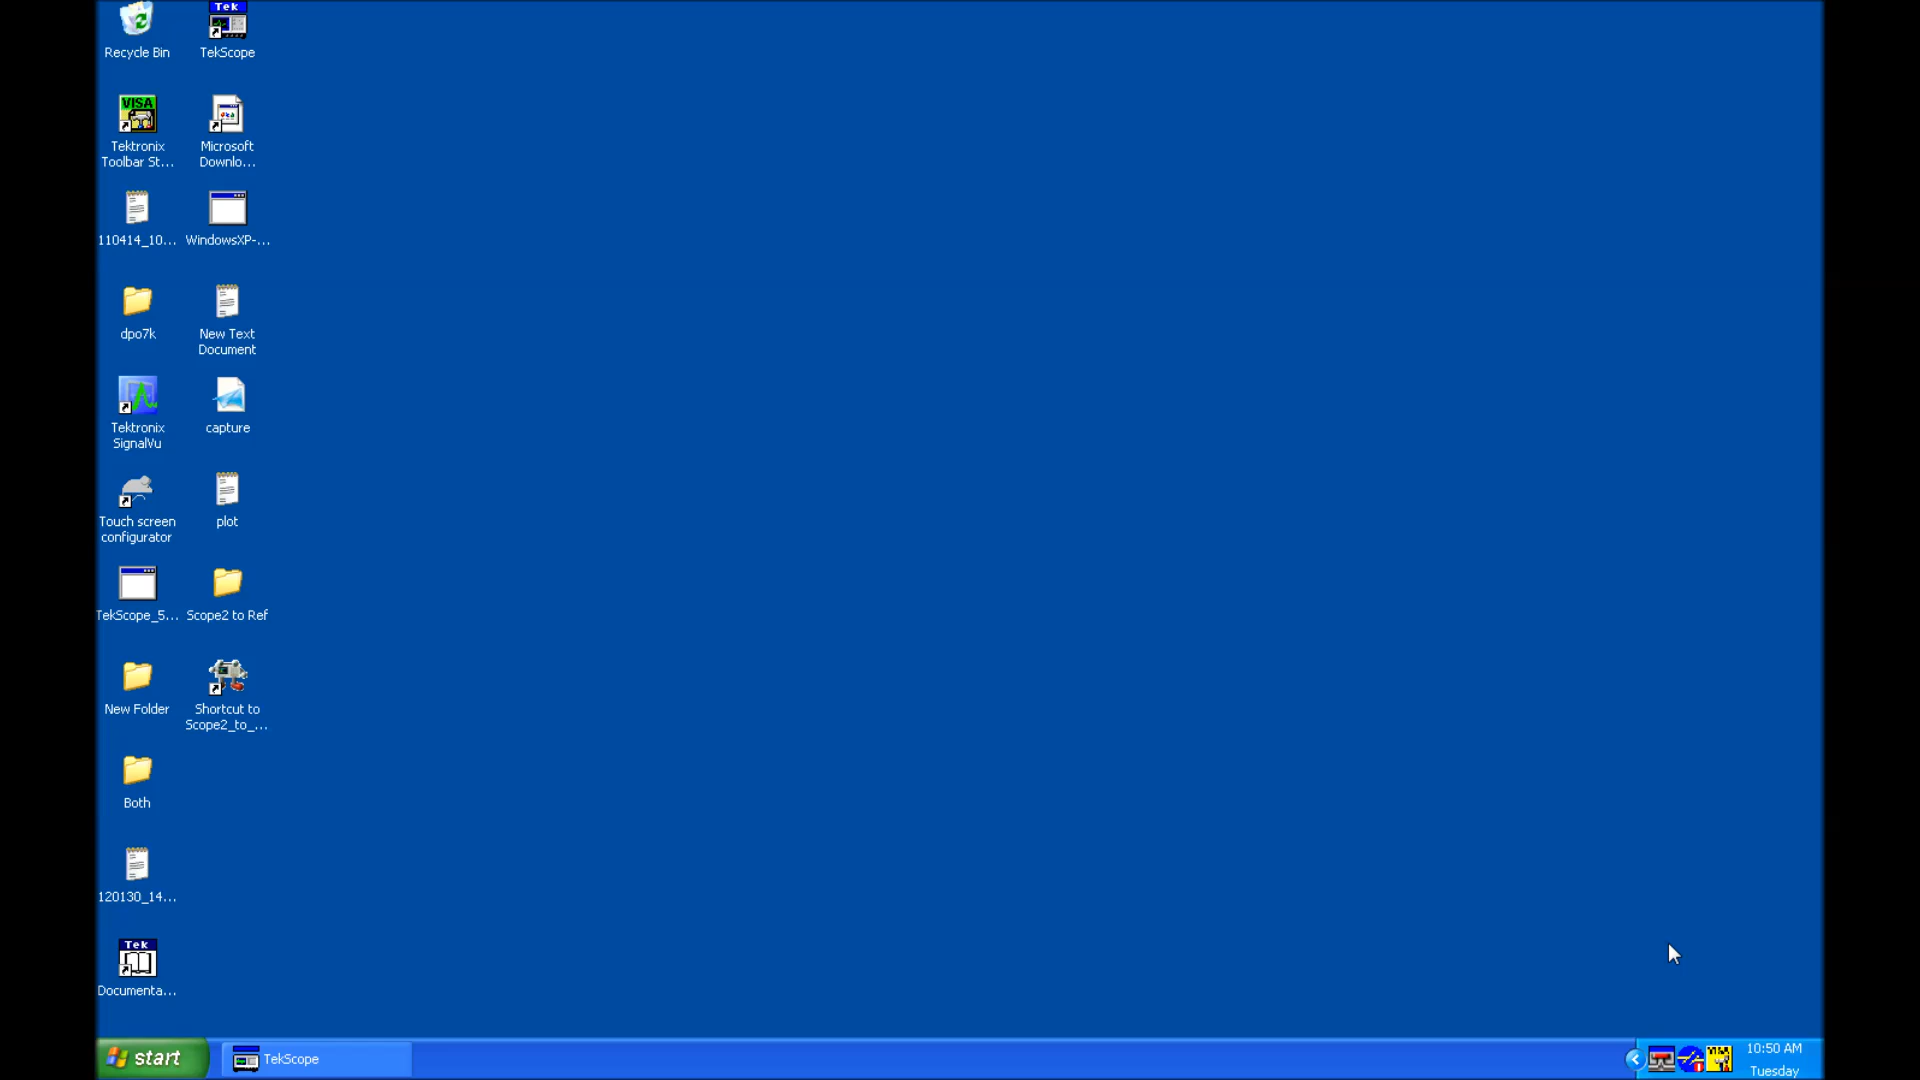 Recycle Bin
Tek
TekScope
VISA
Tektronix
Toolbar St...
Microsoft
Downlo...
110414_10...
WindowsXP-...
dpo7k
New Text
Document
Tektronix
SignalVu
capture
Touch screen
configurator
plot
TekScope_5...
Scope2 to Ref
New Folder
Shortcut to
Scope2_to_...
Both
120130_14...
Tek
Documenta...
start
TekScope
10:50 AM
Tuesday